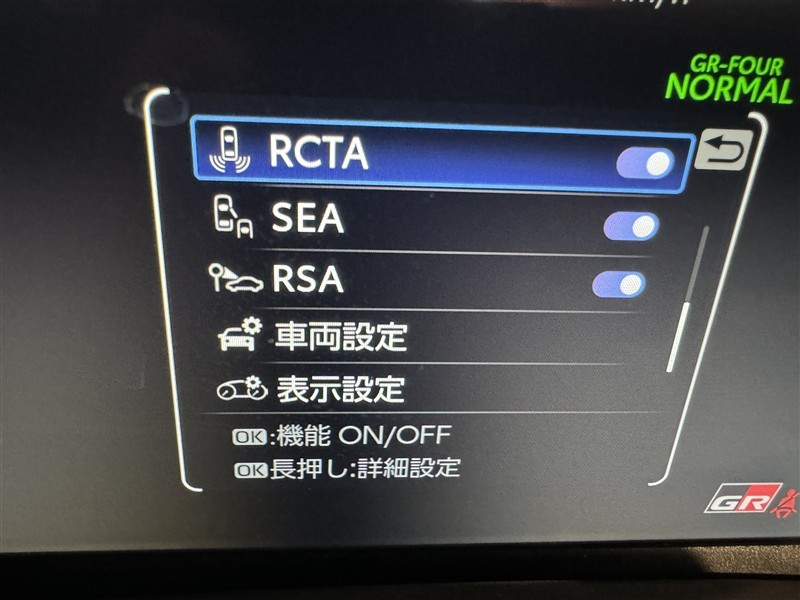 GR-FOUR
NORMAL
RCTA
SEA
RSA
車両設定
表示設定
OK:機能 ON/OFF
OK長押し:詳細設定
GR